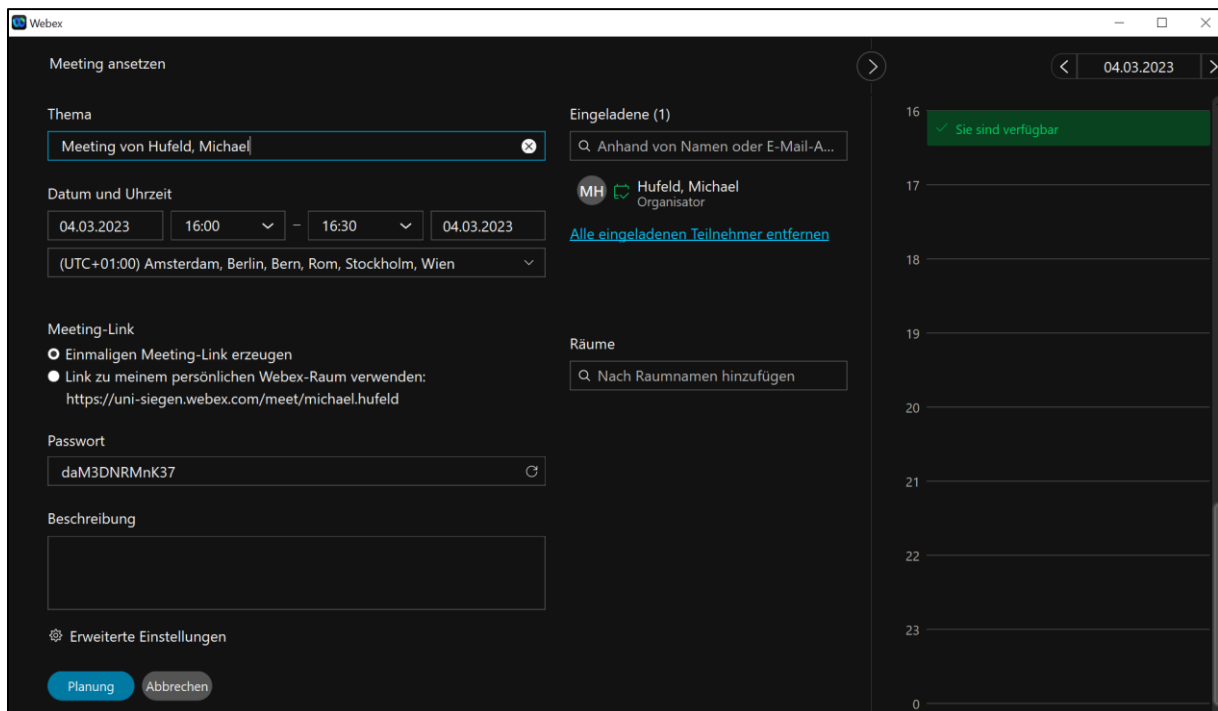 Webex
Meeting ansetzen
Thema
Meeting von Hufeld, Michael
Datum und Uhrzeit
04.03.2023 16:00 – 16:30 04.03.2023
(UTC+01:00) Amsterdam, Berlin, Bern, Rom, Stockholm, Wien
Meeting-Link
Einmaligen Meeting-Link erzeugen
Link zu meinem persönlichen Webex-Raum verwenden:
https://uni-siegen.webex.com/meet/michael.hufeld
Passwort
daM3DNRMnK37
Beschreibung
Erweiterte Einstellungen
Planung Abbrechen
Eingeladene (1)
Anhand von Namen oder E-Mail-A...
MH Hufeld, Michael
Organisator
Alle eingeladenen Teilnehmer entfernen
Räume
Nach Raumnamen hinzufügen
04.03.2023
16 Sie sind verfügbar
17
18
19
20
21
22
23
0